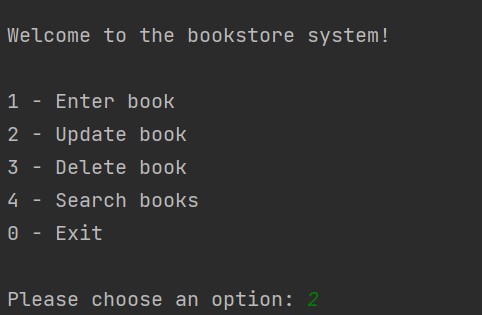 Welcome to the bookstore system!
1 - Enter book
2 - Update book
3 - Delete book
4 - Search books
0 - Exit
Please choose an option: 2